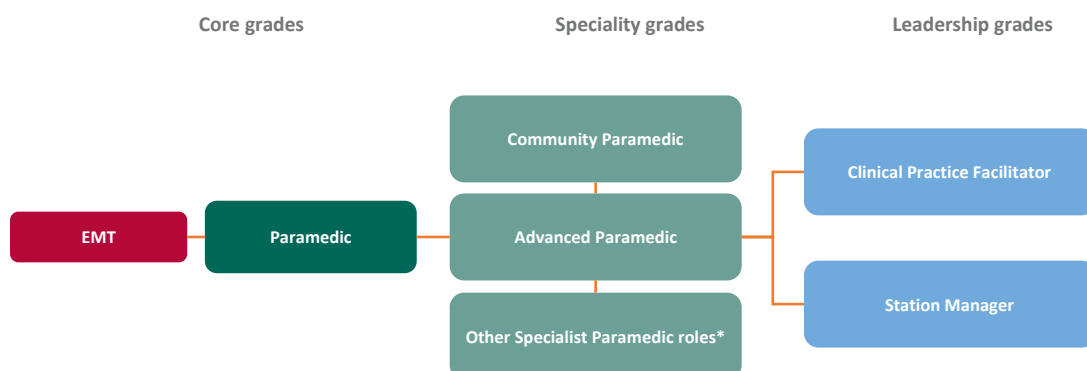 Core grades
Speciality grades
Leadership grades
Community Paramedic
Clinical Practice Facilitator
EMT
Paramedic
Advanced Paramedic
Station Manager
Other Specialist Paramedic roles*